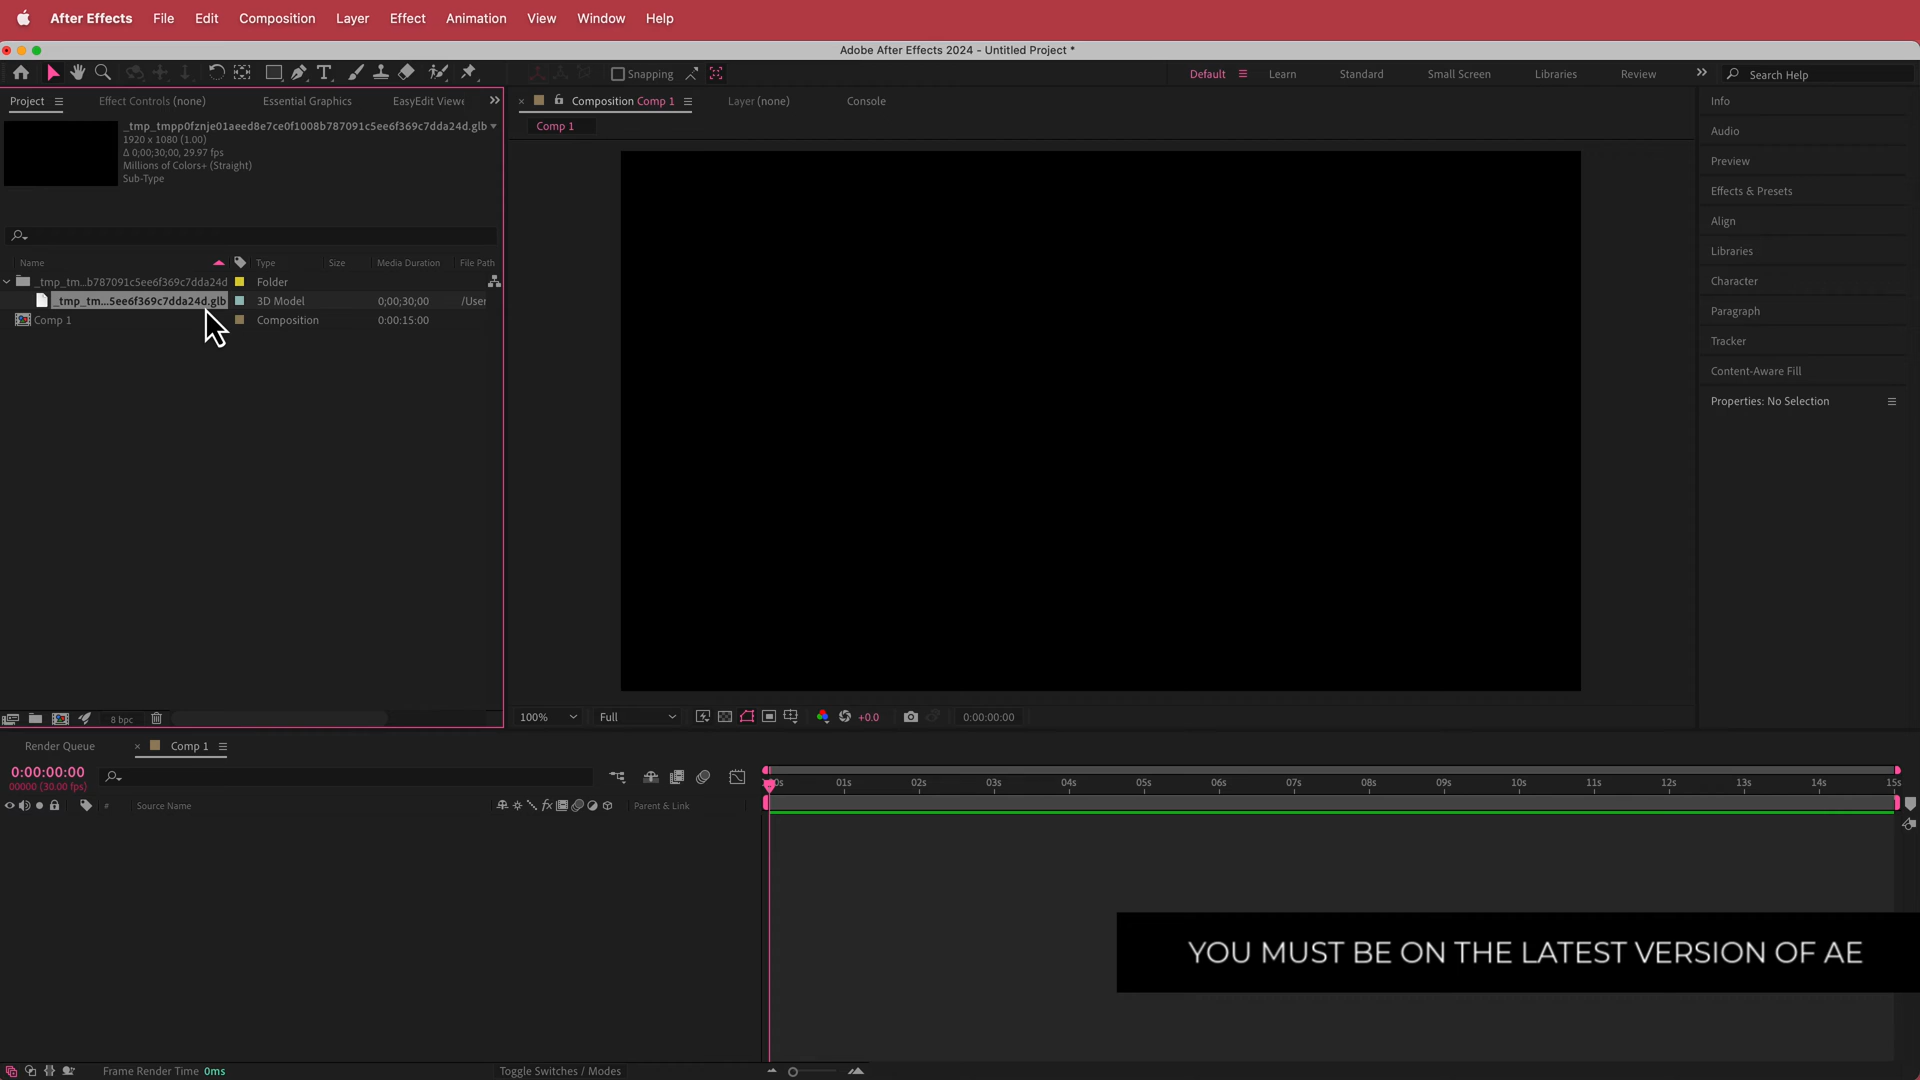 After Effects File Edit Composition Layer Effect Animation View Window Help
Adobe After Effects 2024 - Untitled Project *
Snapping
Default Learn Standard Small Screen Libraries Review Search Help
Project Effect Controls (none) Essential Graphics EasyEdit Viewe
Composition Comp 1 Layer (none) Console
Comp 1
_tmp_tmpp0fznje01aeed8e7ce0f1008b787091c5ee6f369c7dda24d.glb
1920 x 1080 (1.00)
Δ 0;00;30;00, 29.97 fps
Millions of Colors+ (Straight)
Sub-Type
Name Type Size Media Duration File Path
_tmp_tm...b787091c5ee6f369c7dda24d Folder
_tmp_tm...5ee6f369c7dda24d.glb 3D Model 0;00;30;00 /User
Comp 1 Composition 0:00:15:00
Info
Audio
Preview
Effects & Presets
Align
Libraries
Character
Paragraph
Tracker
Content-Aware Fill
Properties: No Selection
8 bpc
100% Full +0.0 0:00:00:00
Render Queue Comp 1
0:00:00:00
00000 (30.00 fps)
# Source Name fx Parent & Link
01s 02s 03s 04s 05s 06s 07s 08s 09s 10s 11s 12s 13s 14s 15s
YOU MUST BE ON THE LATEST VERSION OF AE
Frame Render Time 0ms Toggle Switches / Modes